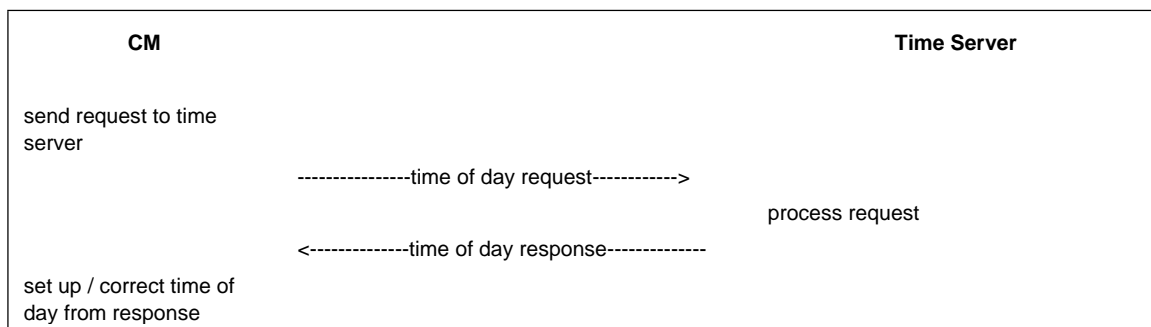 CM Time Server
send request to time
server
----------------time of day request------------>
process request
<--------------time of day response--------------
set up / correct time of
day from response